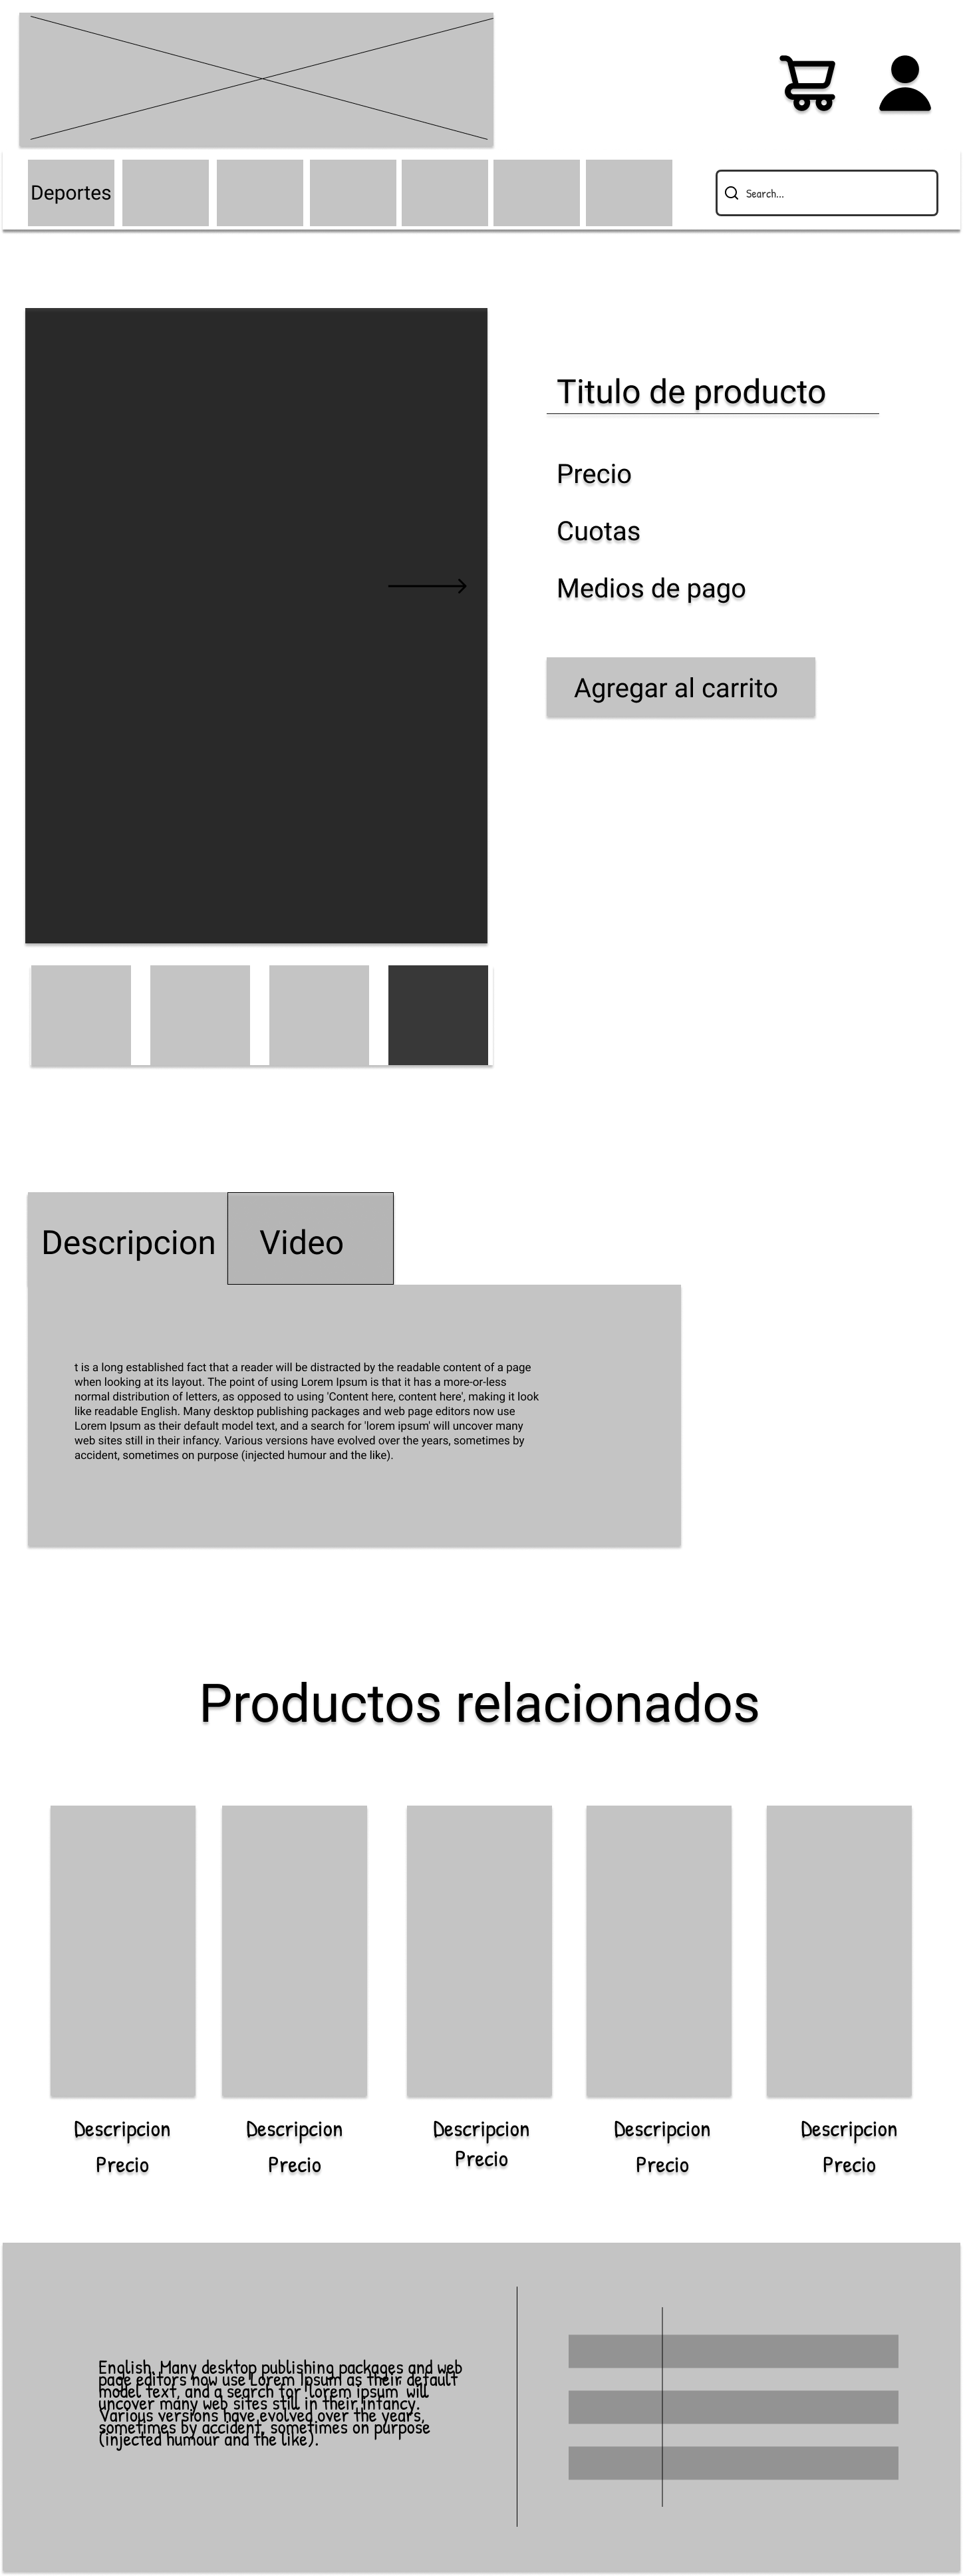 Deportes
Search...
Titulo de producto
Precio
Cuotas
Medios de pago
Agregar al carrito
Descripcion
Video
t is a long established fact that a reader will be distracted by the readable content of a page
when looking at its layout. The point of using Lorem Ipsum is that it has a more-or-less
normal distribution of letters, as opposed to using 'Content here, content here', making it look
like readable English. Many desktop publishing packages and web page editors now use
Lorem Ipsum as their default model text, and a search for 'lorem ipsum' will uncover many
web sites still in their infancy. Various versions have evolved over the years, sometimes by
accident, sometimes on purpose (injected humour and the like).
Productos relacionados
Descripcion Descripcion Descripcion Descripcion Descripcion
Precio Precio Precio Precio Precio
English. Many desktop publishing packages and web
page editors now use Lorem Ipsum as their default
model text, and a search for 'lorem ipsum' will
uncover many web sites still in their infancy.
Various versions have evolved over the years,
sometimes by accident, sometimes on purpose
(injected humour and the like).